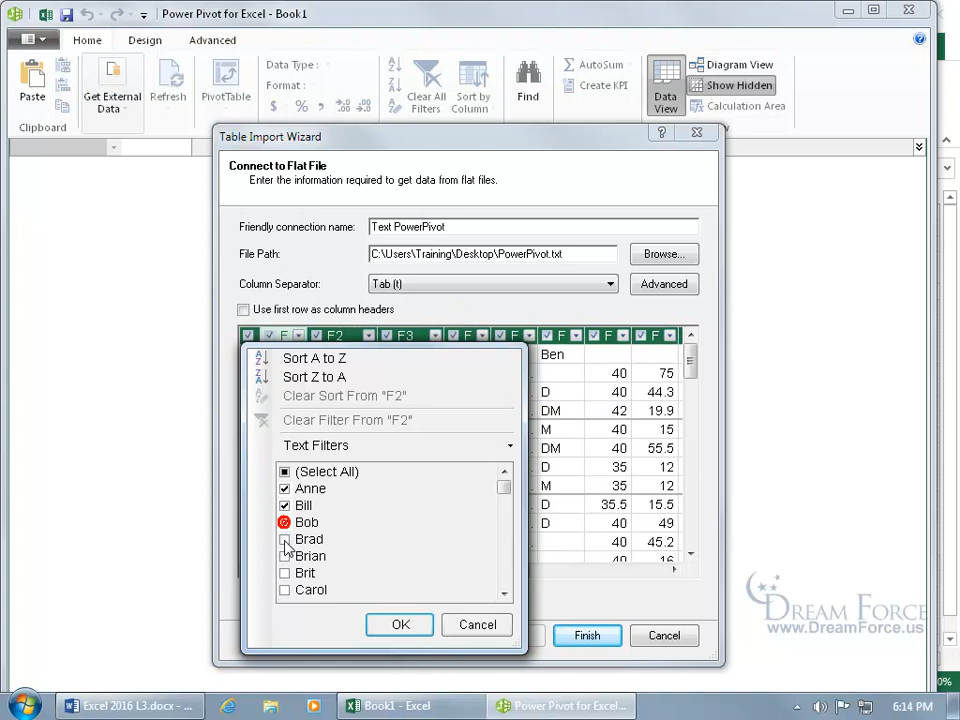 Power Pivot for Excel - Book1
Home Design Advanced
Paste
Clipboard
Get External Data
Refresh
PivotTable
Data Type :
Format :
$ % , .00 .00
Clear All Filters
Sort by Column
Find
AutoSum
Create KPI
Data View
Diagram View
Show Hidden
Calculation Area
Table Import Wizard
Connect to Flat File
Enter the information required to get data from flat files.
Friendly connection name: Text PowerPivot
File Path: C:\Users\Training\Desktop\PowerPivot.txt Browse...
Column Separator: Tab (t) Advanced
Use first row as column headers
F F2 F3 F F F F F
Ben
40 75
D 40 44.3
DM 42 19.9
M 40 15
DM 40 55.5
D 35 12
M 35 12
D 35.5 15.5
D 40 49
40 45.2
40 16
Sort A to Z
Sort Z to A
Clear Sort From "F2"
Clear Filter From "F2"
Text Filters
(Select All)
Anne
Bill
Bob
Brad
Brian
Brit
Carol
OK Cancel
Finish Cancel
DREAM FORCE
www.DreamForce.us
0%
Excel 2016 L3.docx - ...
Book1 - Excel
Power Pivot for Excel...
6:14 PM